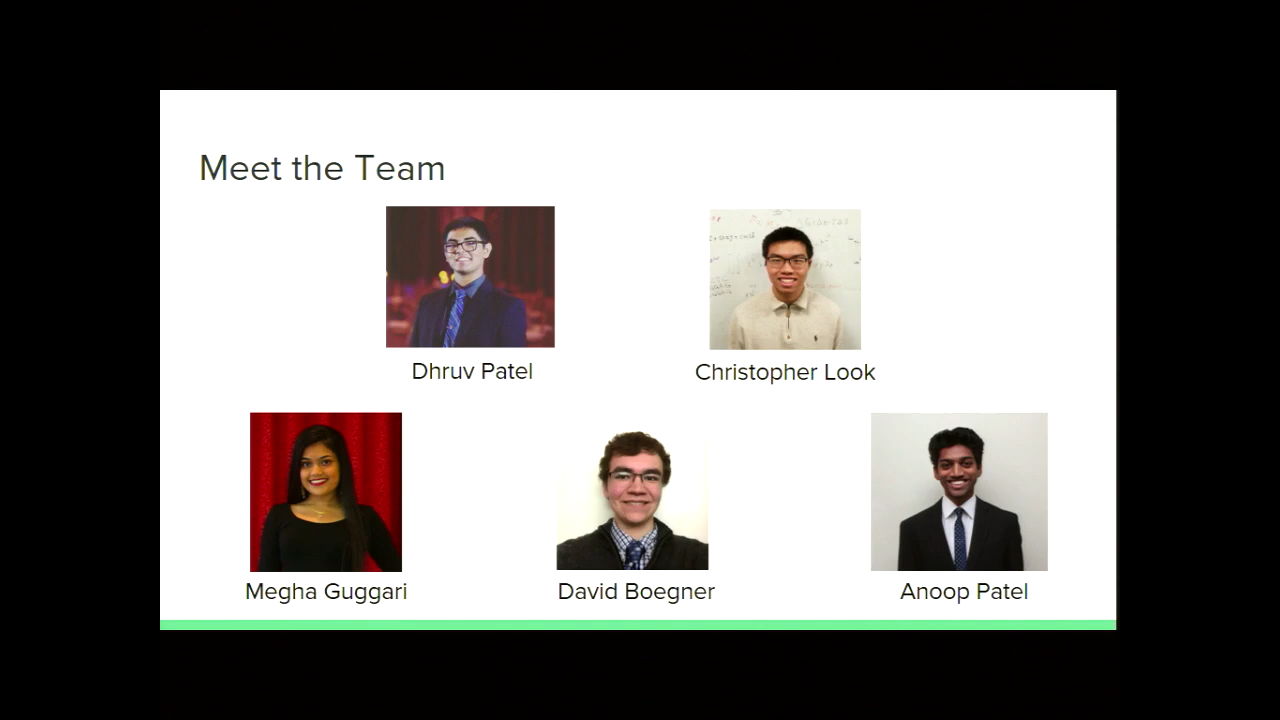 Meet the Team
Dhruv Patel
Christopher Look
Megha Guggari
David Boegner
Anoop Patel